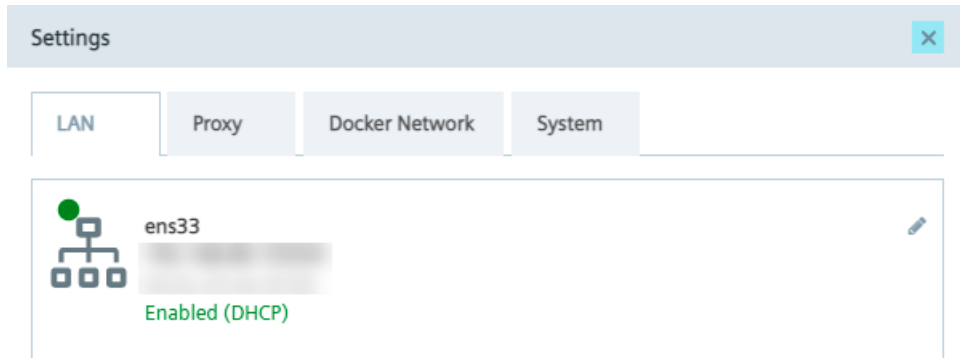 Settings
LAN Proxy Docker Network System
ens33
Enabled (DHCP)